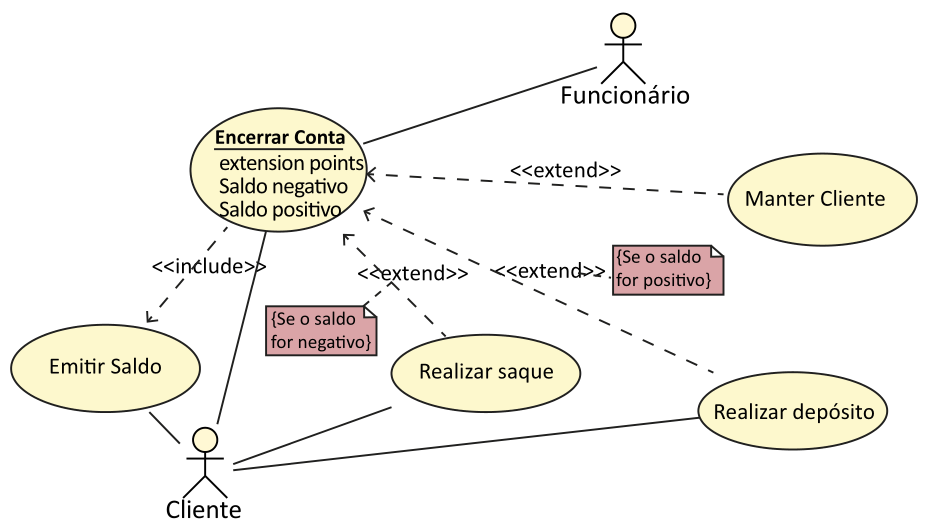 Funcionário
Encerrar Conta
extension points
Saldo negativo
Saldo positivo
<<extend>>
Manter Cliente
<<include>>
<<extend>>
<<extend>>
{Se o saldo
for positivo}
{Se o saldo
for negativo}
Emitir Saldo
Realizar saque
Realizar depósito
Cliente